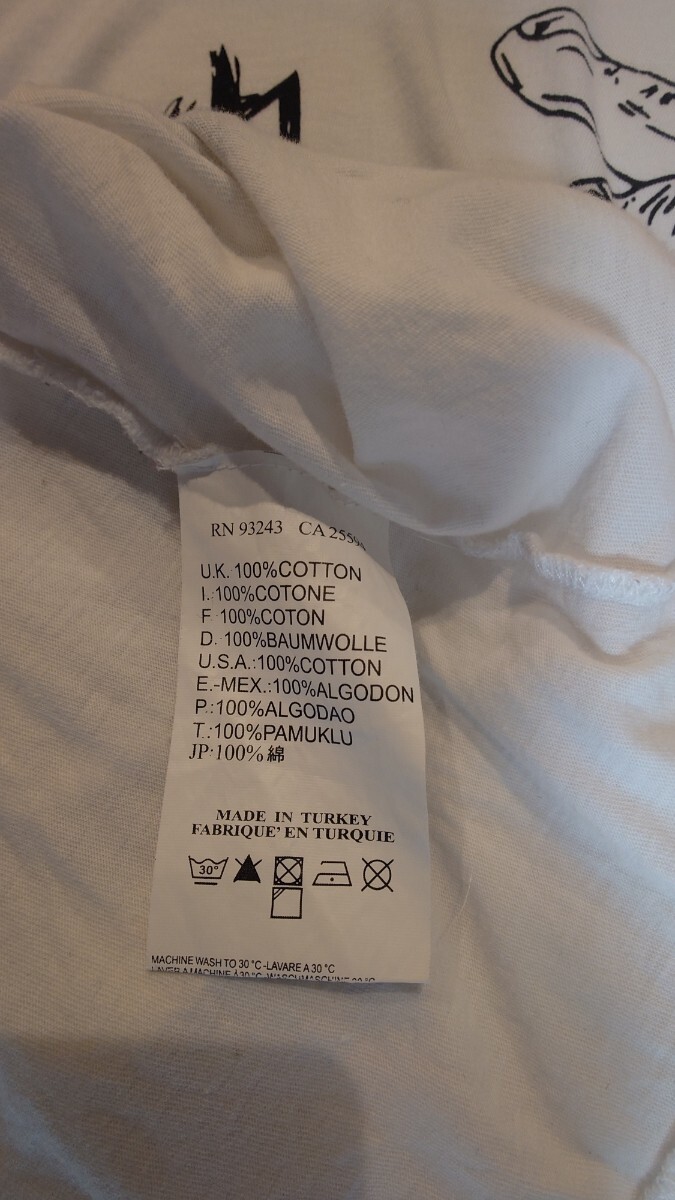 RN 93243 CA
U.K. 100%COTTON
I.:100%COTONE
F 100%COTON
D. 100%BAUMWOLLE
U.S.A.:100%COTTON
E.-MEX.:100%ALGODON
P.:100%ALGODAO
T.:100%PAMUKLU
JP:100%綿
MADE IN TURKEY
FABRIQUE' EN TURQUIE
30°
MACHINE WASH TO 30 °C -LAVARE A 30 °C